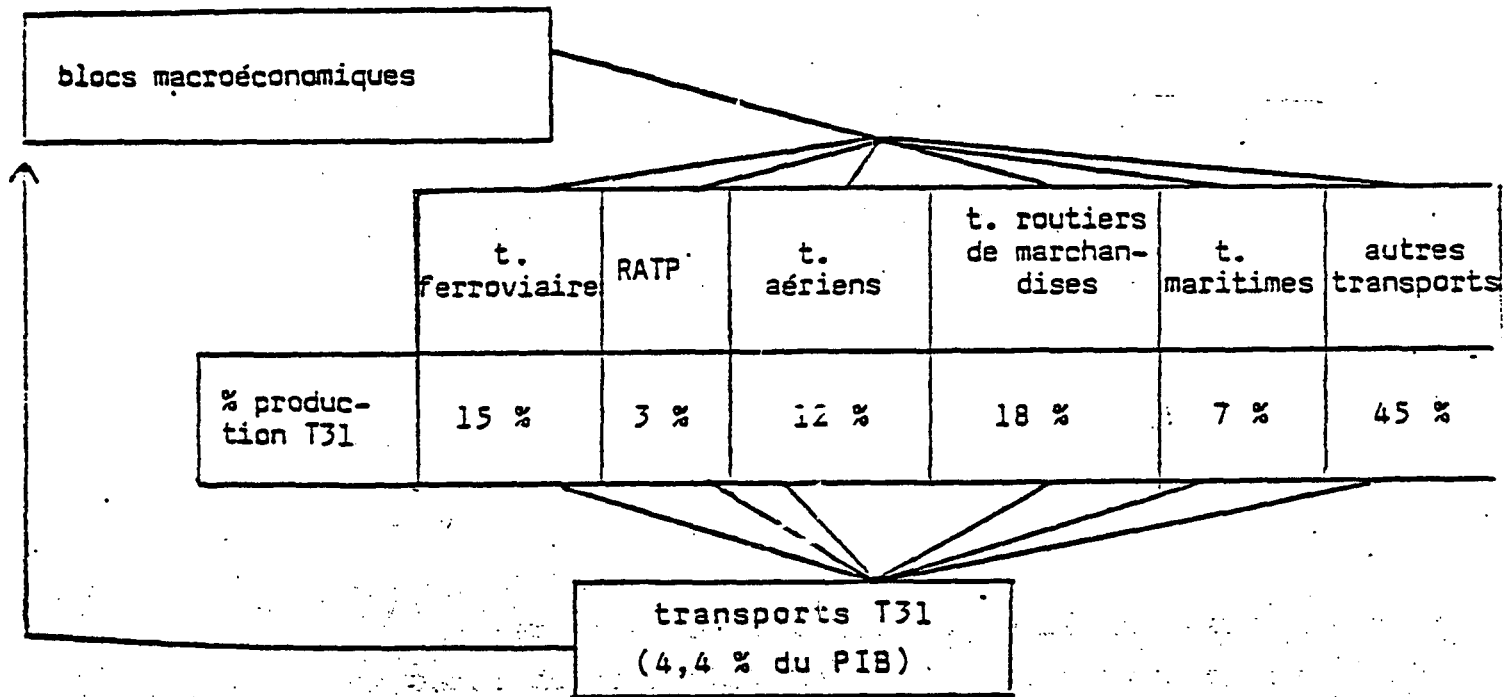 blocs macroéconomiques
t.
ferroviaire
RATP
t.
aériens
t. routiers
de marchan-
dises
t.
maritimes
autres
transports
% produc-
tion T31
15 %
3 %
12 %
18 %
7 %
45 %
transports T31
(4,4 % du PIB)